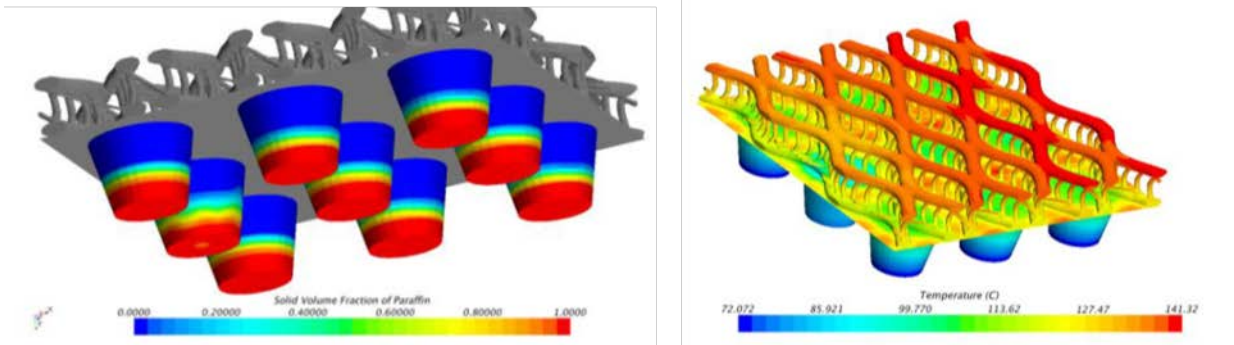 Solid Volume Fraction of Paraffin
0.0000 0.20000 0.40000 0.60000 0.80000 1.0000
Temperature (C)
72.072 85.921 99.770 113.62 127.47 141.32